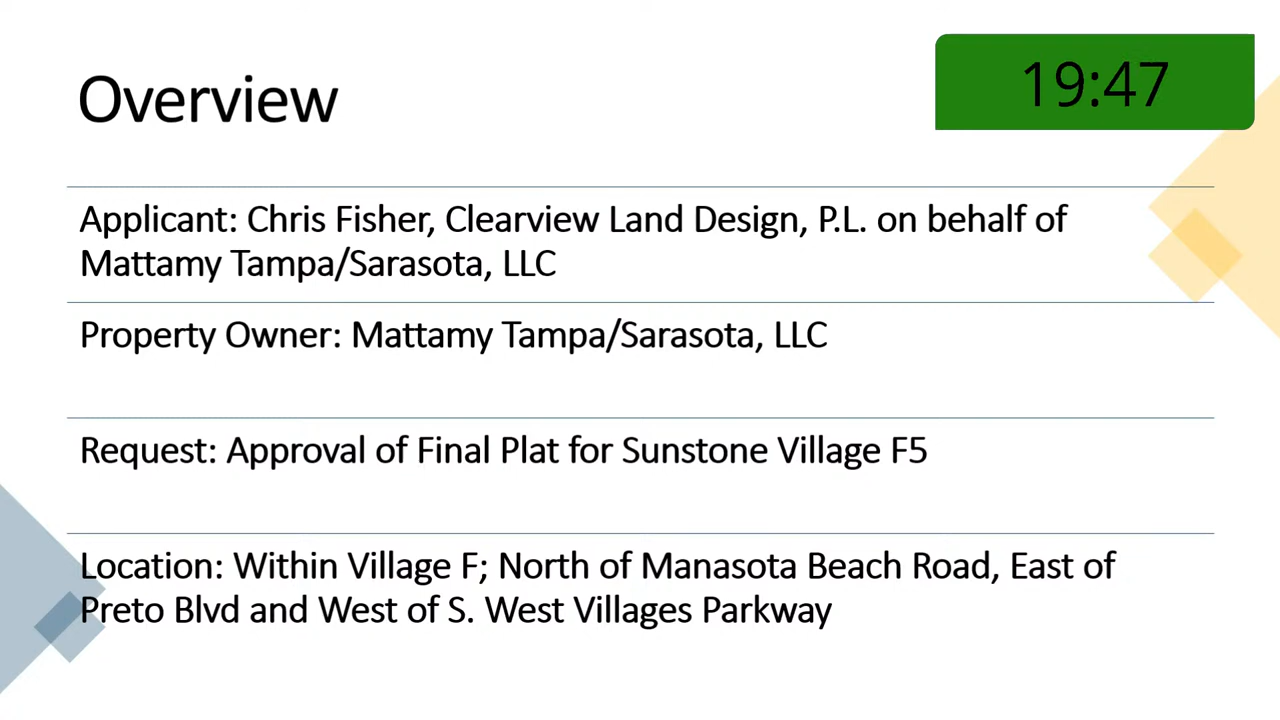 Overview
19:47
Applicant: Chris Fisher, Clearview Land Design, P.L. on behalf of
Mattamy Tampa/Sarasota, LLC
Property Owner: Mattamy Tampa/Sarasota, LLC
Request: Approval of Final Plat for Sunstone Village F5
Location: Within Village F; North of Manasota Beach Road, East of
Preto Blvd and West of S. West Villages Parkway